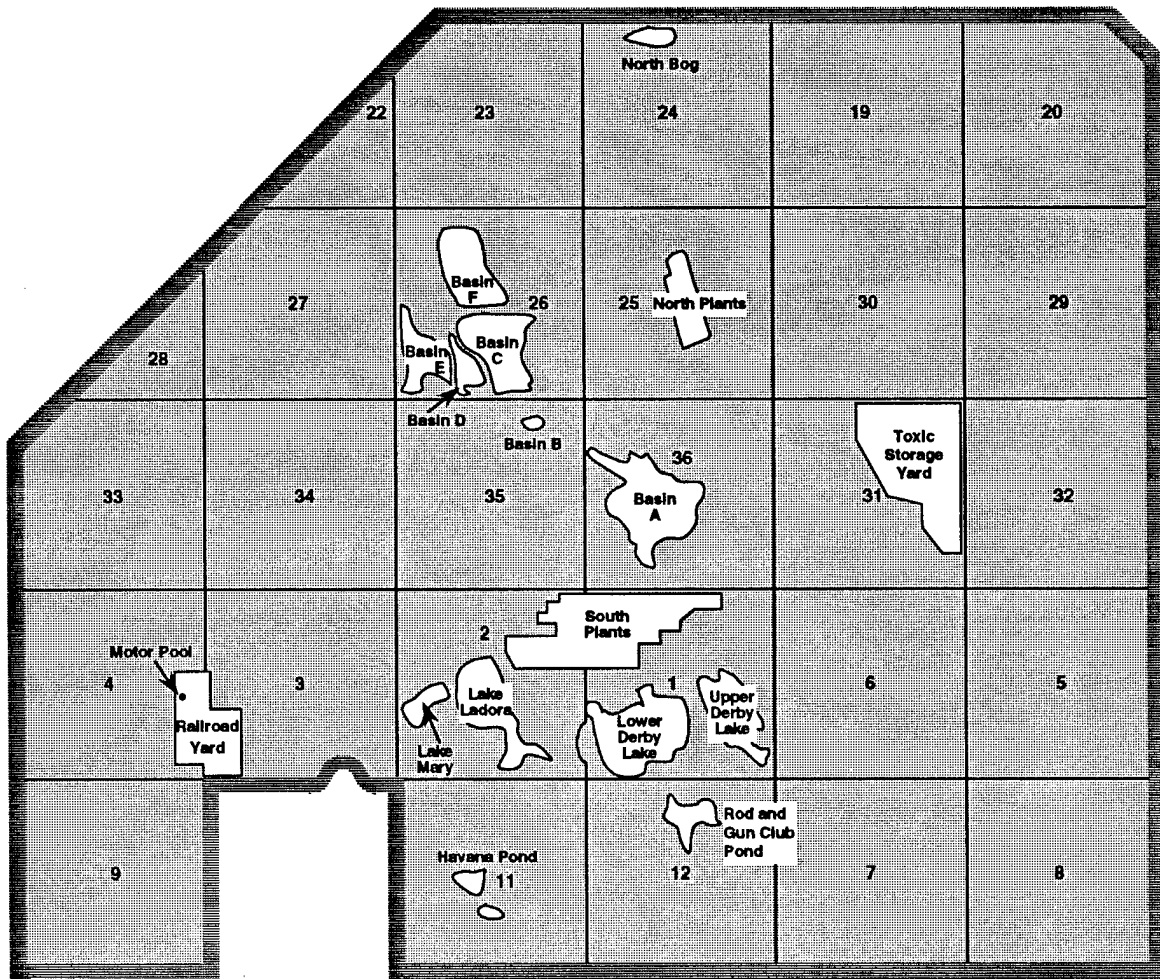 North Bog
22
23
24
19
20
Basin
F
27
26
25
North Plants
30
29
28
Basin
E
Basin
C
Basin D
Basin B
Toxic
Storage
Yard
33
34
35
36
Basin
A
31
32
South
Plants
2
Motor Pool
4
3
Lake
Ladora
1
Upper
Derby
Lake
6
5
Railroad
Yard
Lower
Derby
Lake
Lake
Mary
Rod and
Gun Club
Pond
Havana Pond
9
11
12
7
8